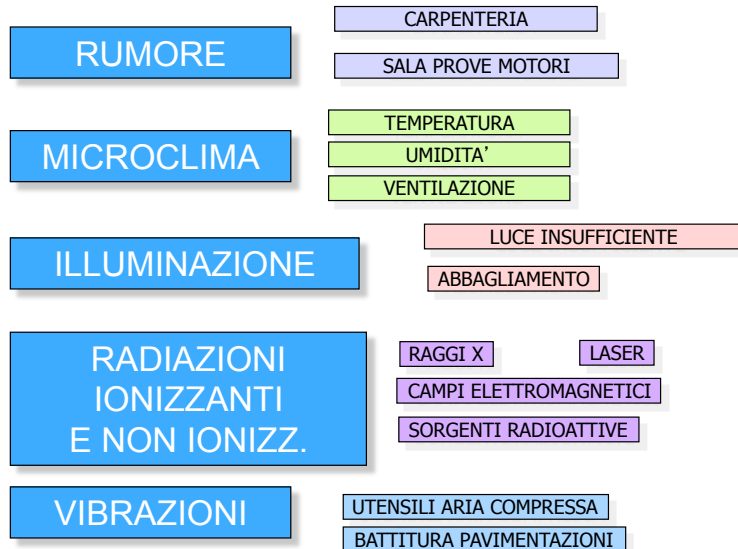 RUMORE
CARPENTERIA
SALA PROVE MOTORI
MICROCLIMA
TEMPERATURA
UMIDITA’
VENTILAZIONE
ILLUMINAZIONE
LUCE INSUFFICIENTE
ABBAGLIAMENTO
RADIAZIONI
IONIZZANTI
E NON IONIZZ.
RAGGI X
LASER
CAMPI ELETTROMAGNETICI
SORGENTI RADIOATTIVE
VIBRAZIONI
UTENSILI ARIA COMPRESSA
BATTITURA PAVIMENTAZIONI